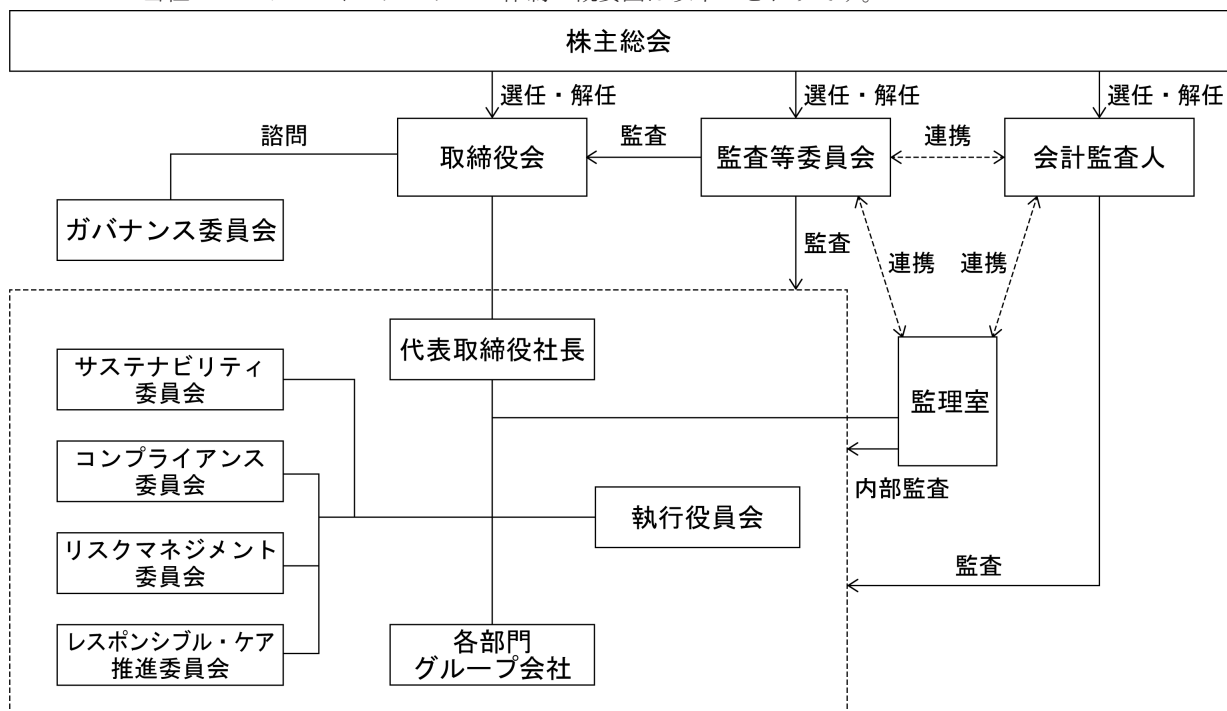 株主総会
選任・解任
選任・解任
選任・解任
諮問
取締役会
監査
監査等委員会
連携
会計監査人
ガバナンス委員会
監査
連携
連携
代表取締役社長
サステナビリティ
委員会
監理室
コンプライアンス
委員会
内部監査
執行役員会
リスクマネジメント
委員会
監査
レスポンシブル・ケア
推進委員会
各部門
グループ会社